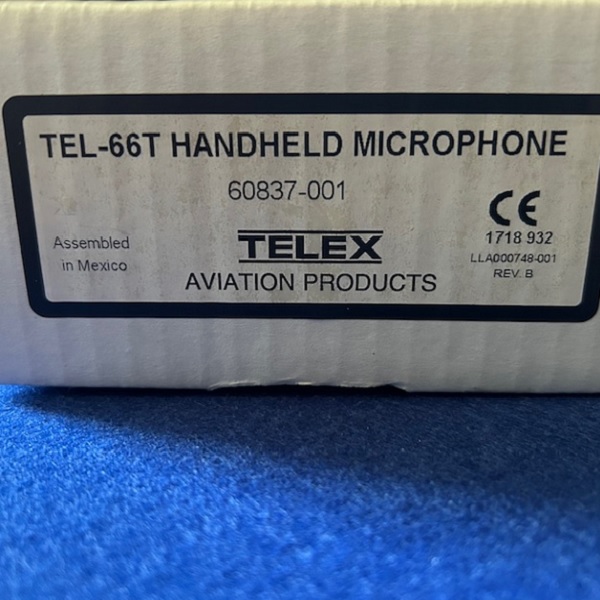 TEL-66T HANDHELD MICROPHONE
60837-001
CE
Assembled
in Mexico
TELEX
AVIATION PRODUCTS
1718 932
LLA000748-001
REV. B